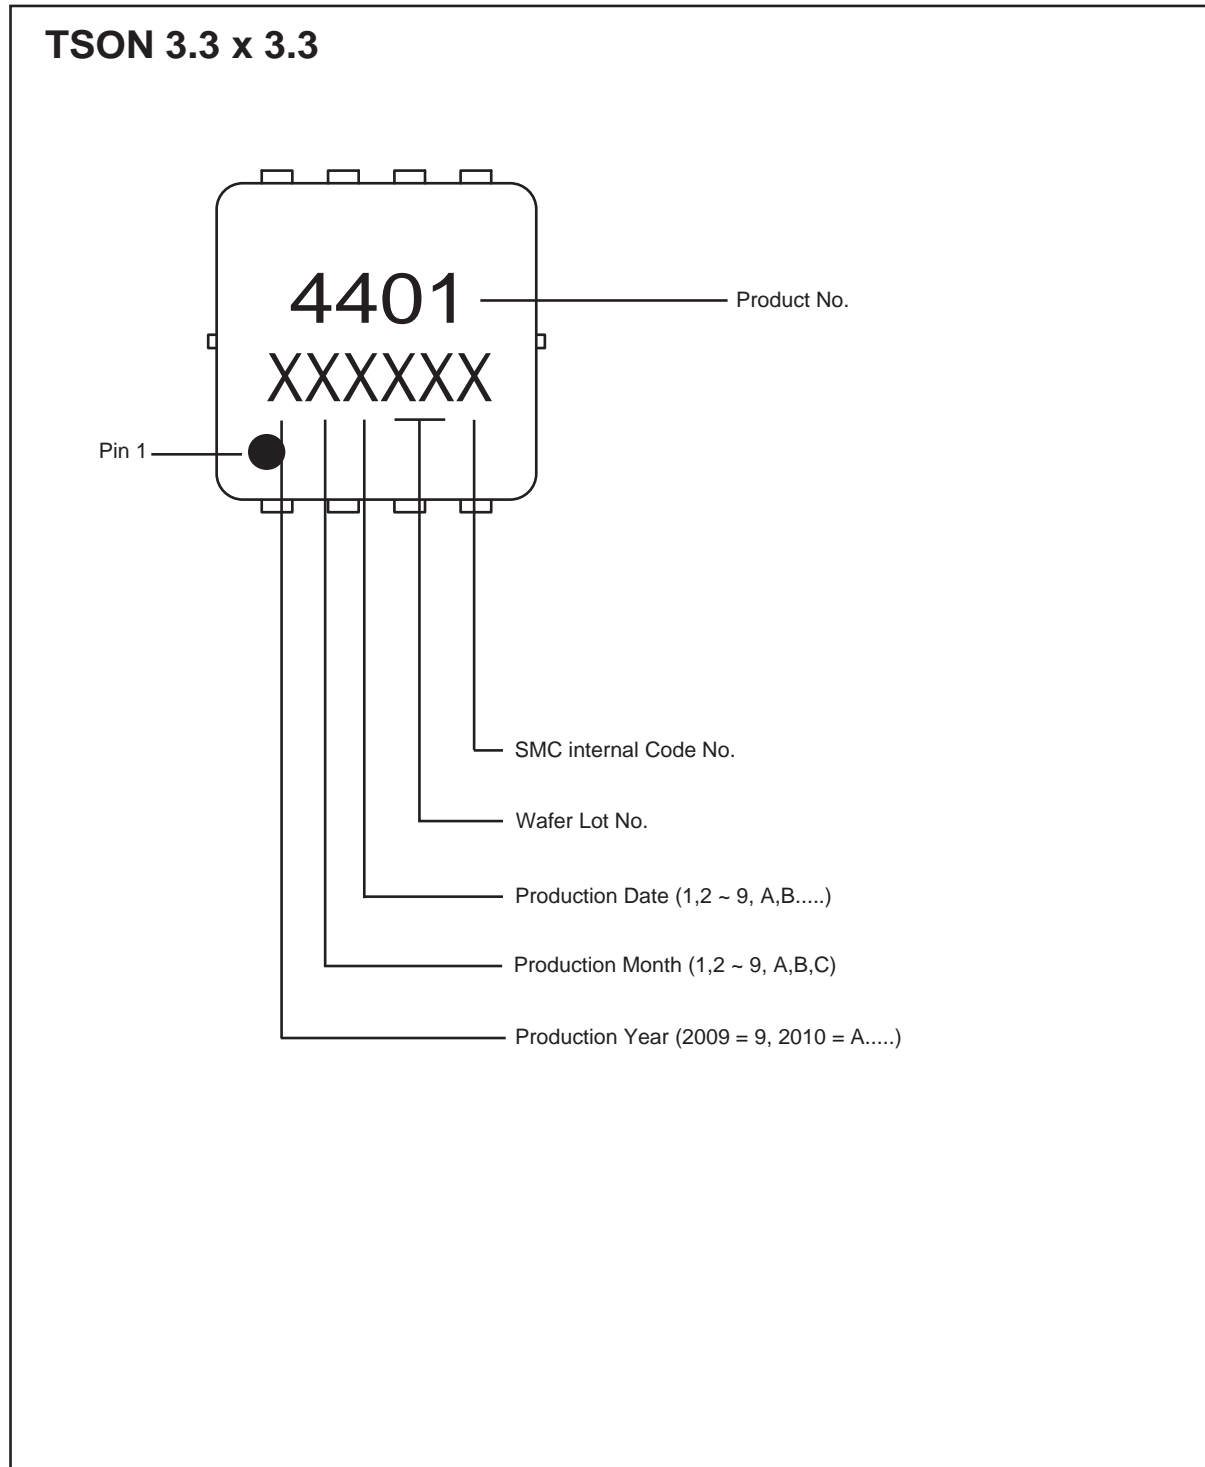 TSON 3.3 x 3.3
4401
Product No.
XXXXXX
Pin 1
SMC internal Code No.
Wafer Lot No.
Production Date (1,2 ~ 9, A,B.....)
Production Month (1,2 ~ 9, A,B,C)
Production Year (2009 = 9, 2010 = A.....)